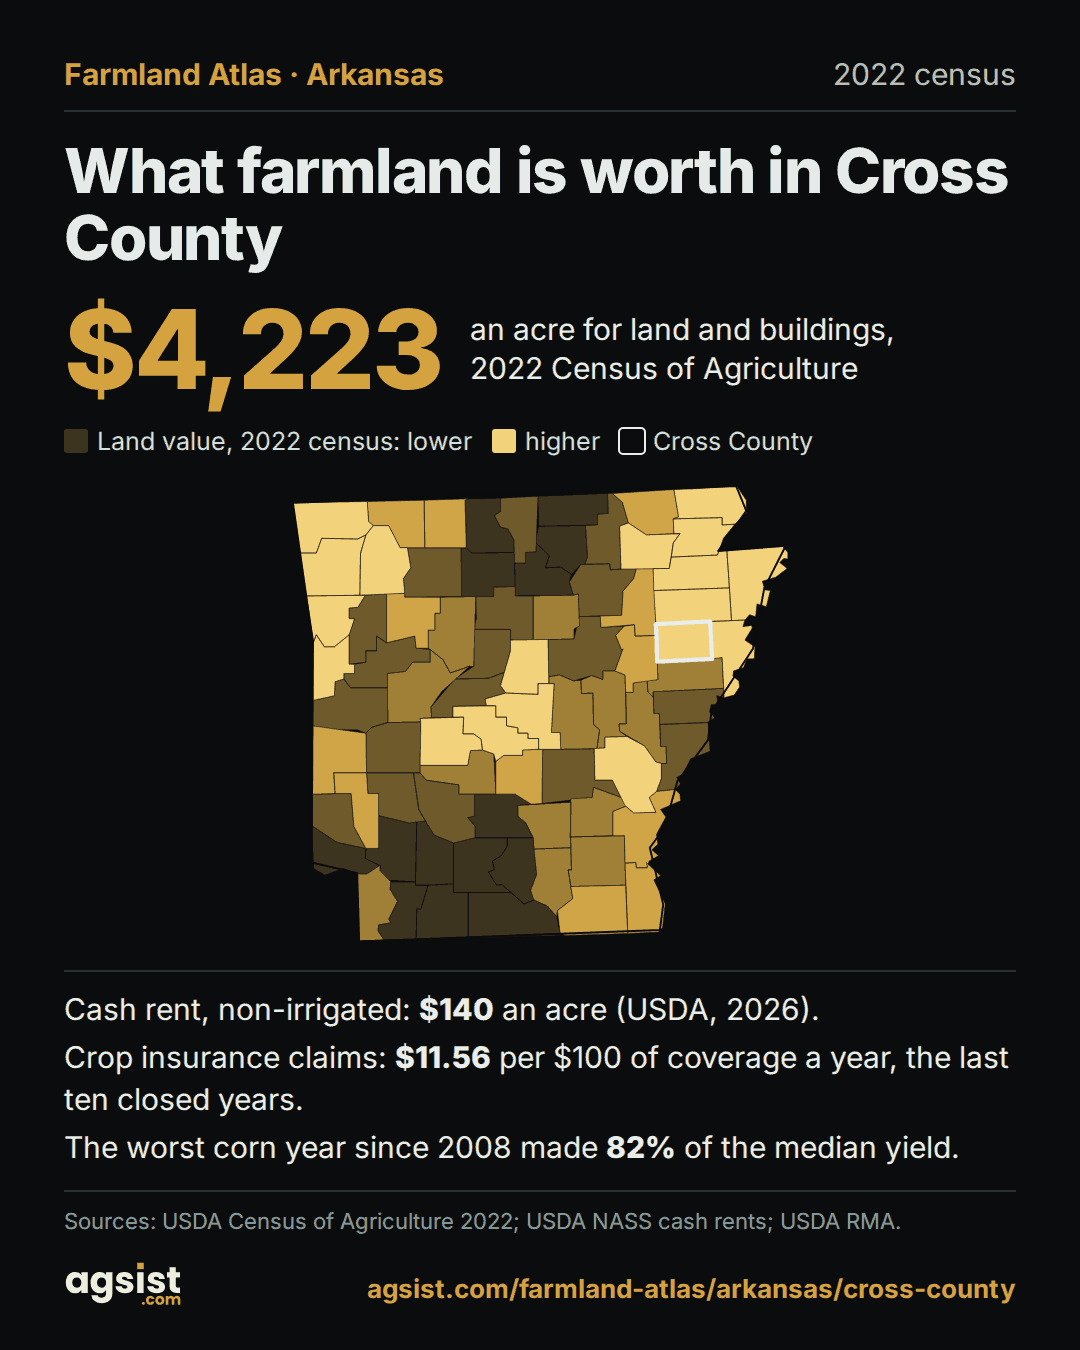 Farmland Atlas · Arkansas
2022 census
What farmland is worth in Cross
County
$4,223
an acre for land and buildings,
2022 Census of Agriculture
Land value, 2022 census: lower
higher
Cross County
Cash rent, non-irrigated: $140 an acre (USDA, 2026).
Crop insurance claims: $11.56 per $100 of coverage a year, the last
ten closed years.
The worst corn year since 2008 made 82% of the median yield.
Sources: USDA Census of Agriculture 2022; USDA NASS cash rents; USDA RMA.
agsist
.com
agsist.com/farmland-atlas/arkansas/cross-county